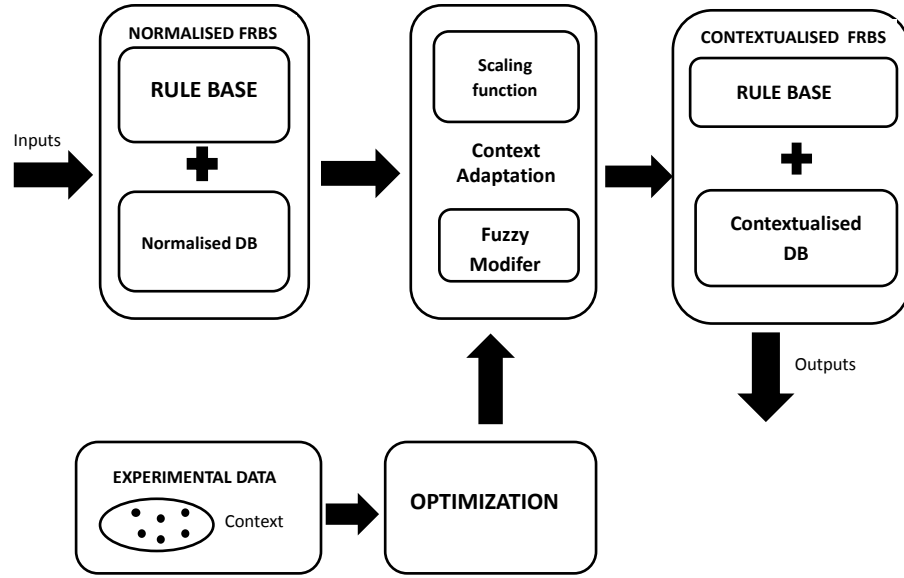 NORMALISED FRBS
RULE BASE
Normalised DB
Inputs
Scaling
function
Context
Adaptation
Fuzzy
Modifer
CONTEXTUALISED FRBS
RULE BASE
Contextualised
DB
Outputs
EXPERIMENTAL DATA
Context
OPTIMIZATION